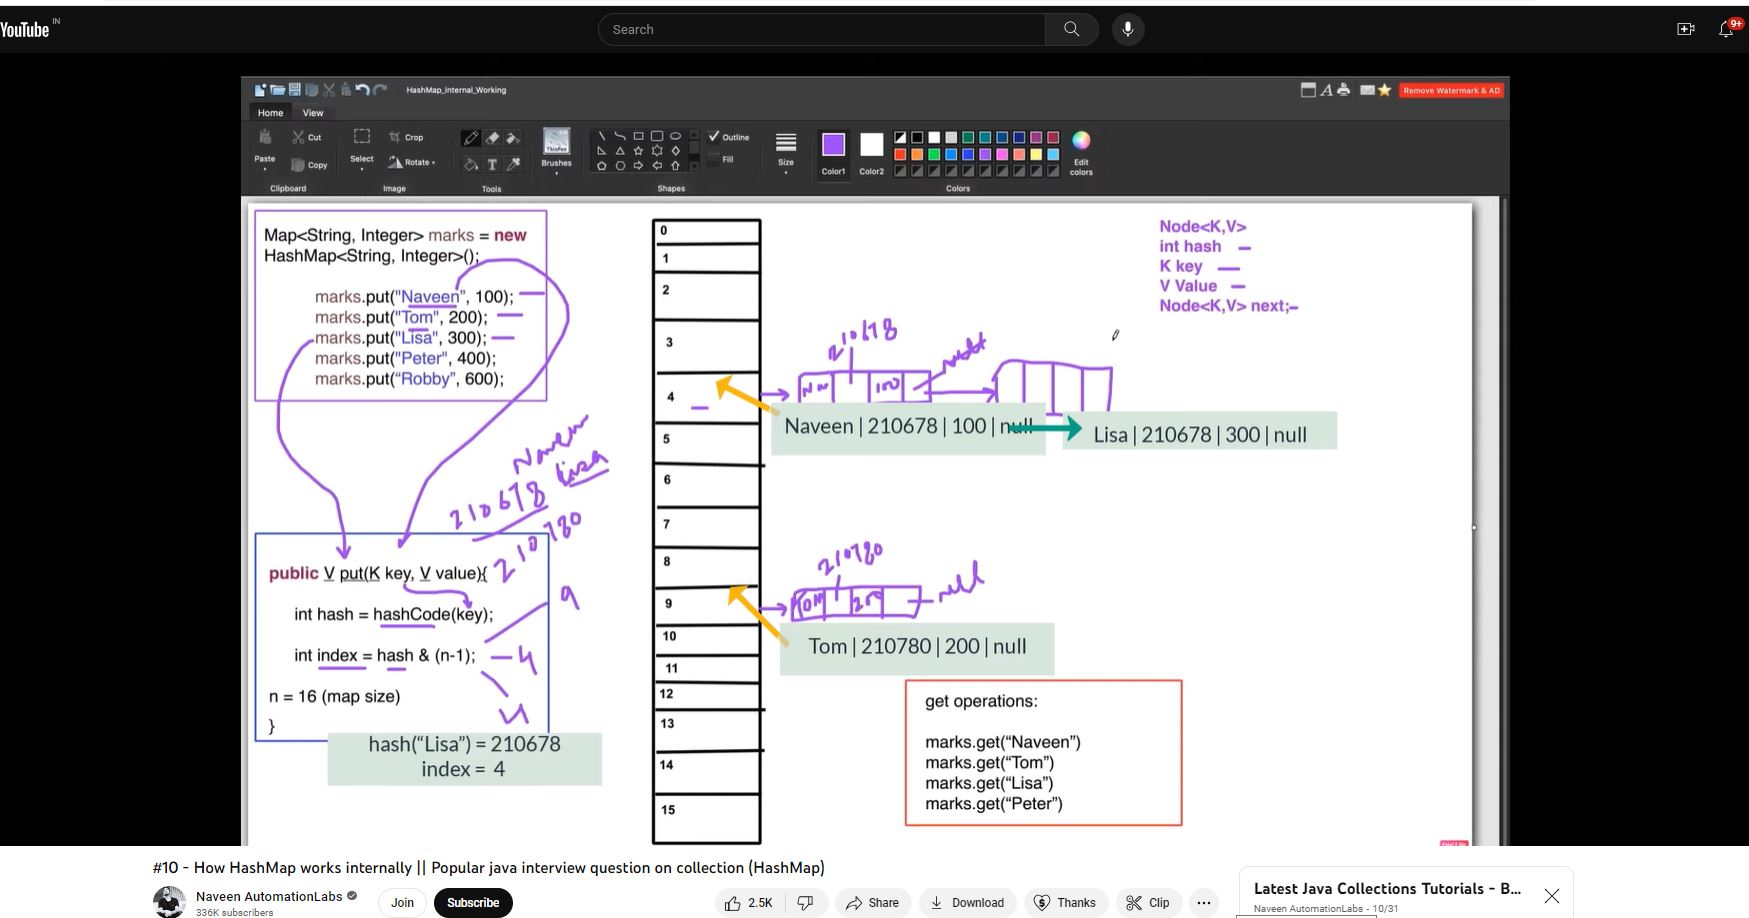 YouTube IN
Search
9+
HashMap_Internal_Working
Remove Watermark & AD
Home View
Paste Cut Copy
Select Crop Rotate
Brushes
Outline
Fill
Size
Color1 Color2
Edit colors
Clipboard Image Tools Shapes Colors
Map<String, Integer> marks = new
HashMap<String, Integer>();
marks.put("Naveen", 100);
marks.put("Tom", 200);
marks.put("Lisa", 300);
marks.put("Peter", 400);
marks.put("Robby", 600);
Naveen
Lisa
210678
210780
public V put(K key, V value){
int hash = hashCode(key);
9
int index = hash & (n-1); – 4
n = 16 (map size)
4
}
hash("Lisa") = 210678
index = 4
0
1
2
3
4
5
6
7
8
9
10
11
12
13
14
15
Node<K,V>
int hash
K key
V Value
Node<K,V> next;
210678
100
Naveen | 210678 | 100 | null
Lisa | 210678 | 300 | null
210780
Tom 200 null
Tom | 210780 | 200 | null
get operations:
marks.get("Naveen")
marks.get("Tom")
marks.get("Lisa")
marks.get("Peter")
#10 - How HashMap works internally || Popular java interview question on collection (HashMap)
Naveen AutomationLabs
336K subscribers
Join
Subscribe
2.5K
Share
Download
Thanks
Clip
Latest Java Collections Tutorials - B...
Naveen AutomationLabs - 10/31